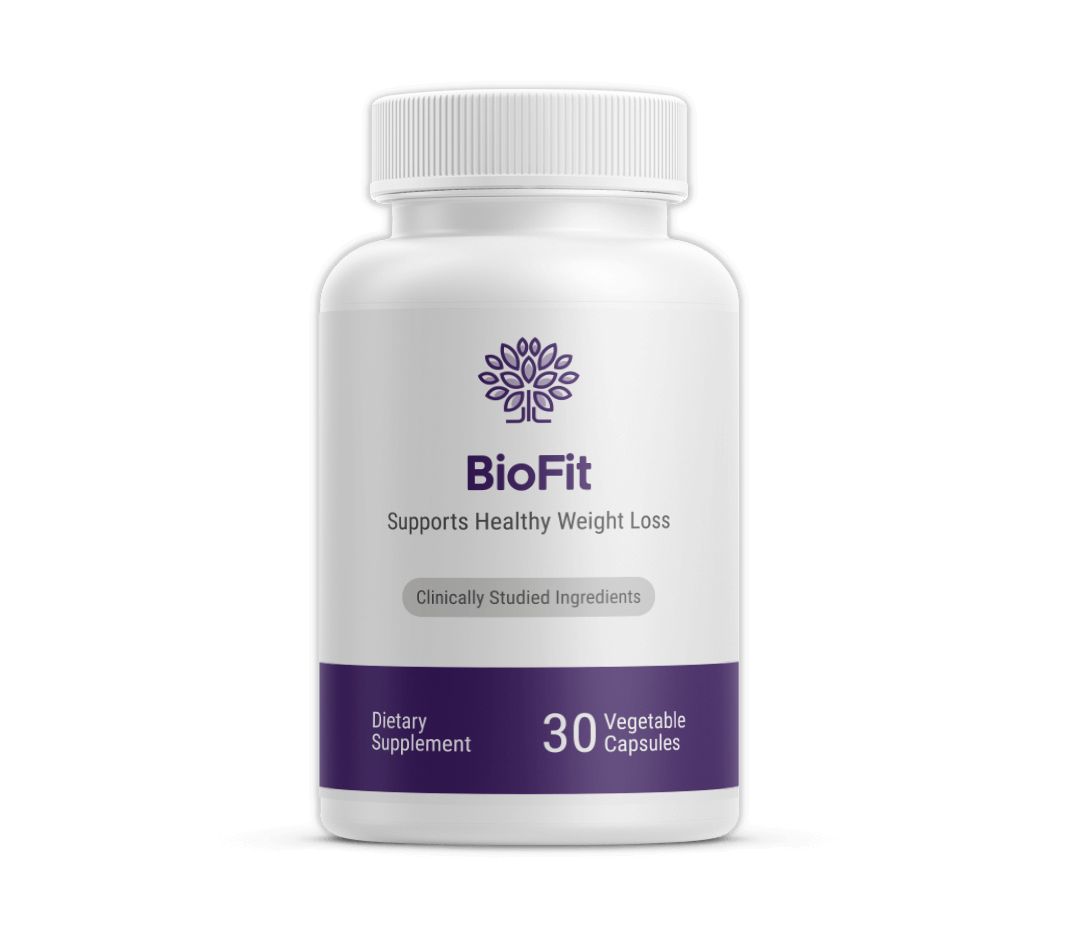 BioFit
Supports Healthy Weight Loss
Clinically Studied Ingredients
Dietary
Supplement
30 Vegetable
Capsules